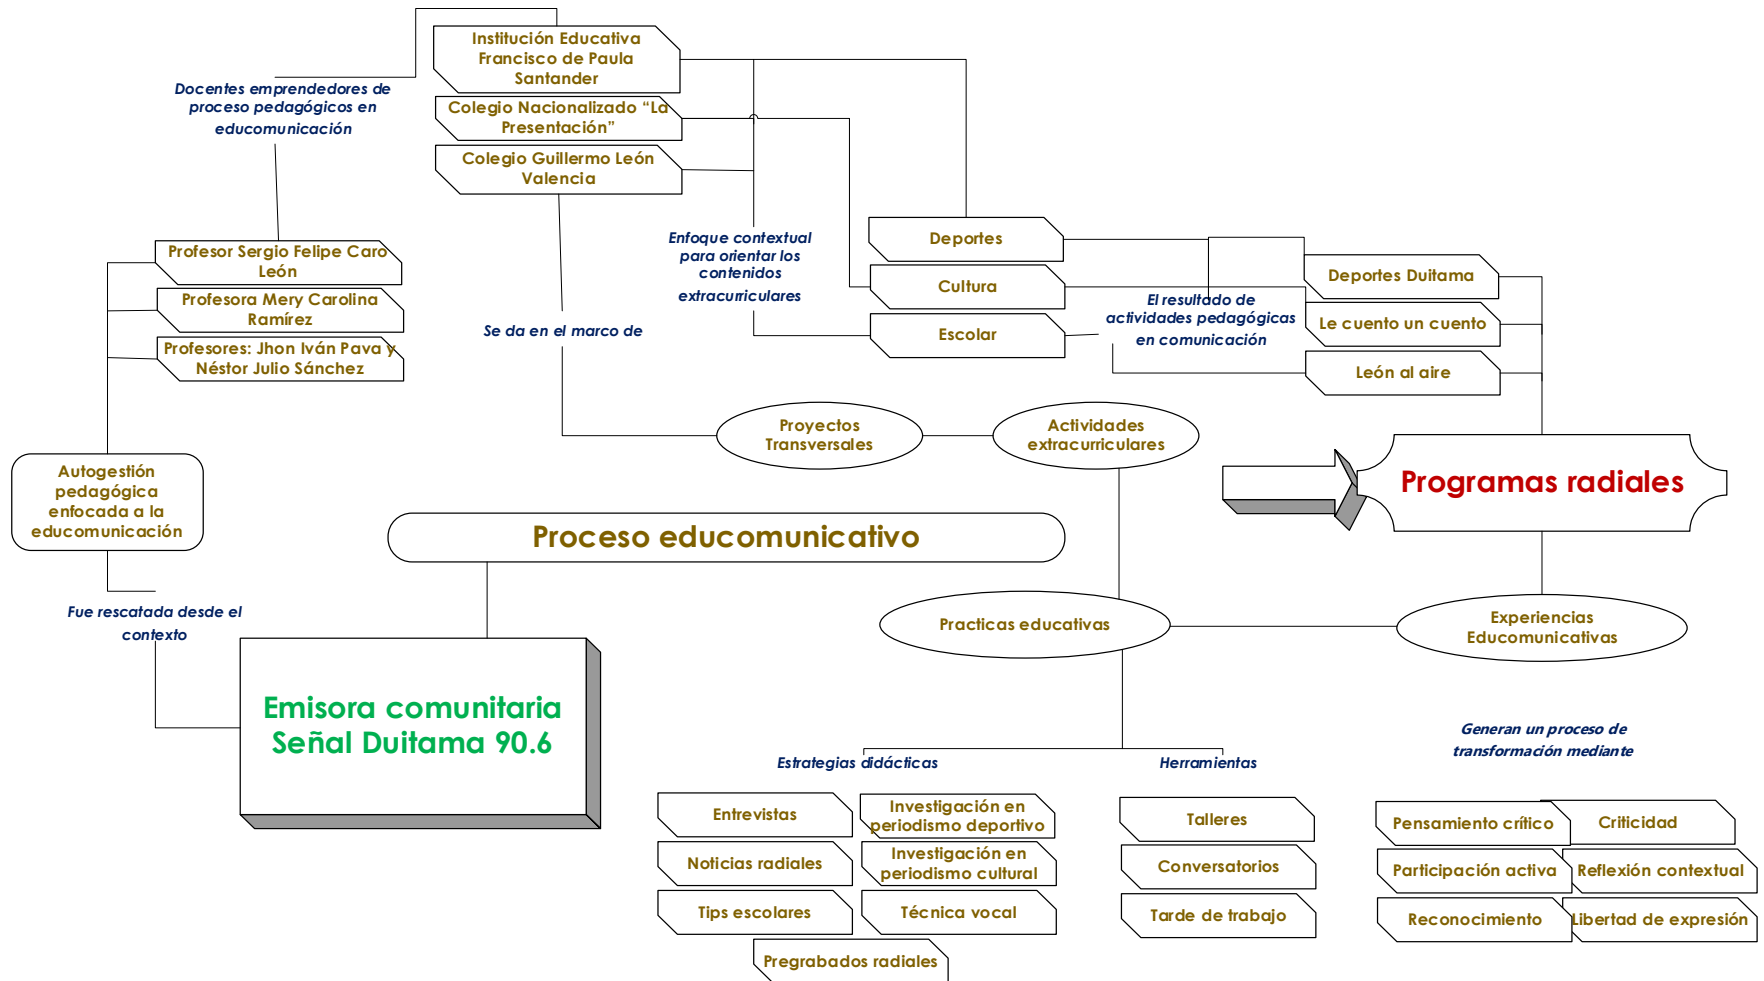 Institución Educativa
Francisco de Paula
Santander
Docentes emprendedores de
proceso pedagógicos en
educomunicación
Colegio Nacionalizado “La
Presentación”
Colegio Guillermo León
Valencia
Profesor Sergio Felipe Caro
León
Profesora Mery Carolina
Ramírez
Profesores: Jhon Iván Pava y
Néstor Julio Sánchez
Enfoque contextual
para orientar los
contenidos
extracurriculares
Se da en el marco de
Deportes
Cultura
Escolar
El resultado de
actividades pedagógicas
en comunicación
Deportes Duitama
Le cuento un cuento
León al aire
Proyectos
Transversales
Actividades
extracurriculares
Autogestión
pedagógica
enfocada a la
educomunicación
Programas radiales
Proceso educomunicativo
Fue rescatada desde el
contexto
Practicas educativas
Experiencias
Educomunicativas
Emisora comunitaria
Señal Duitama 90.6
Generan un proceso de
transformación mediante
Estrategias didácticas
Herramientas
Entrevistas
Investigación en
periodismo deportivo
Noticias radiales
Investigación en
periodismo cultural
Tips escolares
Técnica vocal
Pregrabados radiales
Talleres
Conversatorios
Tarde de trabajo
Pensamiento crítico
Criticidad
Participación activa
Reflexión contextual
Reconocimiento
Libertad de expresión